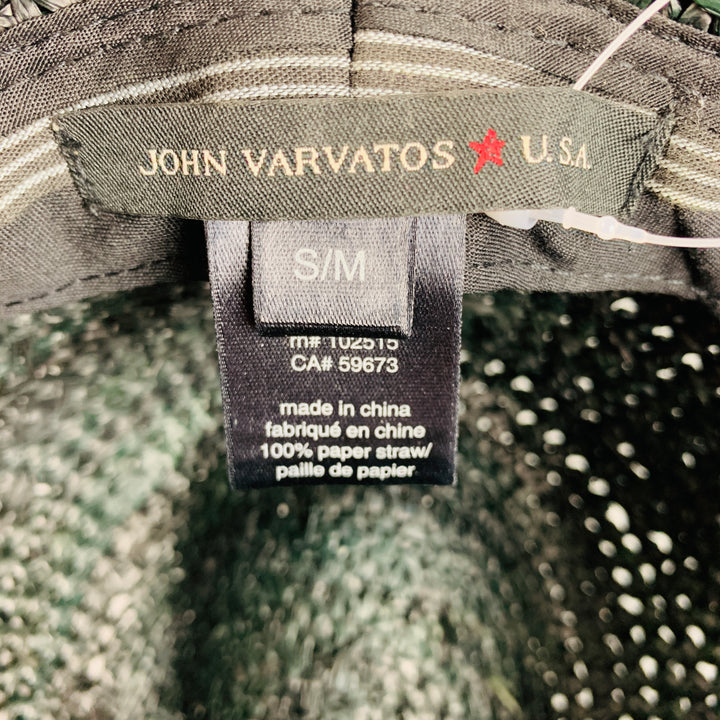 JOHN VARVATOS ★ U.S.A.
S/M
rn# 102515
CA# 59673
made in china
fabriqué en chine
100% paper straw/
paille de papier